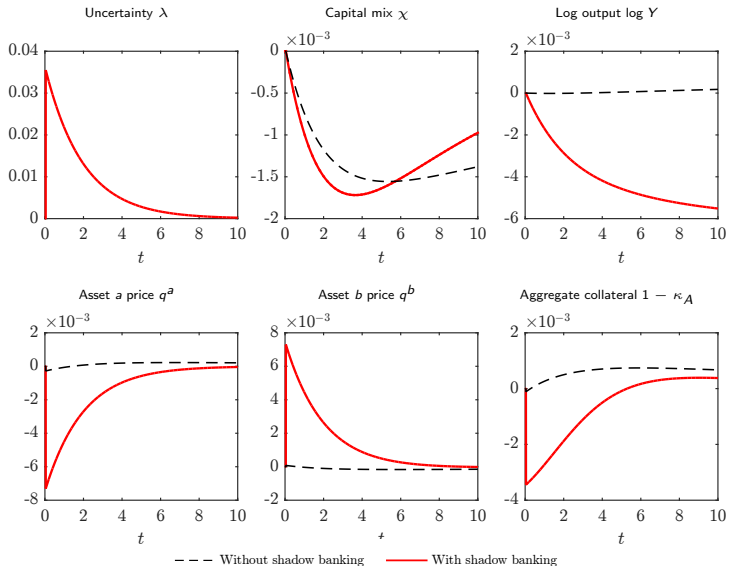 Uncertainty λ
Capital mix χ
Log output log Y
0.04
0.03
0.02
0.01
0
0 2 4 6 8 10
t
×10⁻³
0
-0.5
-1
-1.5
-2
0 2 4 6 8 10
t
×10⁻³
2
0
-2
-4
-6
0 2 4 6 8 10
t
Asset a price qᵃ
Asset b price qᵇ
Aggregate collateral 1 − κ_A
×10⁻³
2
0
-2
-4
-6
-8
0 2 4 6 8 10
t
×10⁻³
8
6
4
2
0
-2
0 2 4 6 8 10
×10⁻³
2
0
-2
-4
0 2 4 6 8 10
t
Without shadow banking
With shadow banking